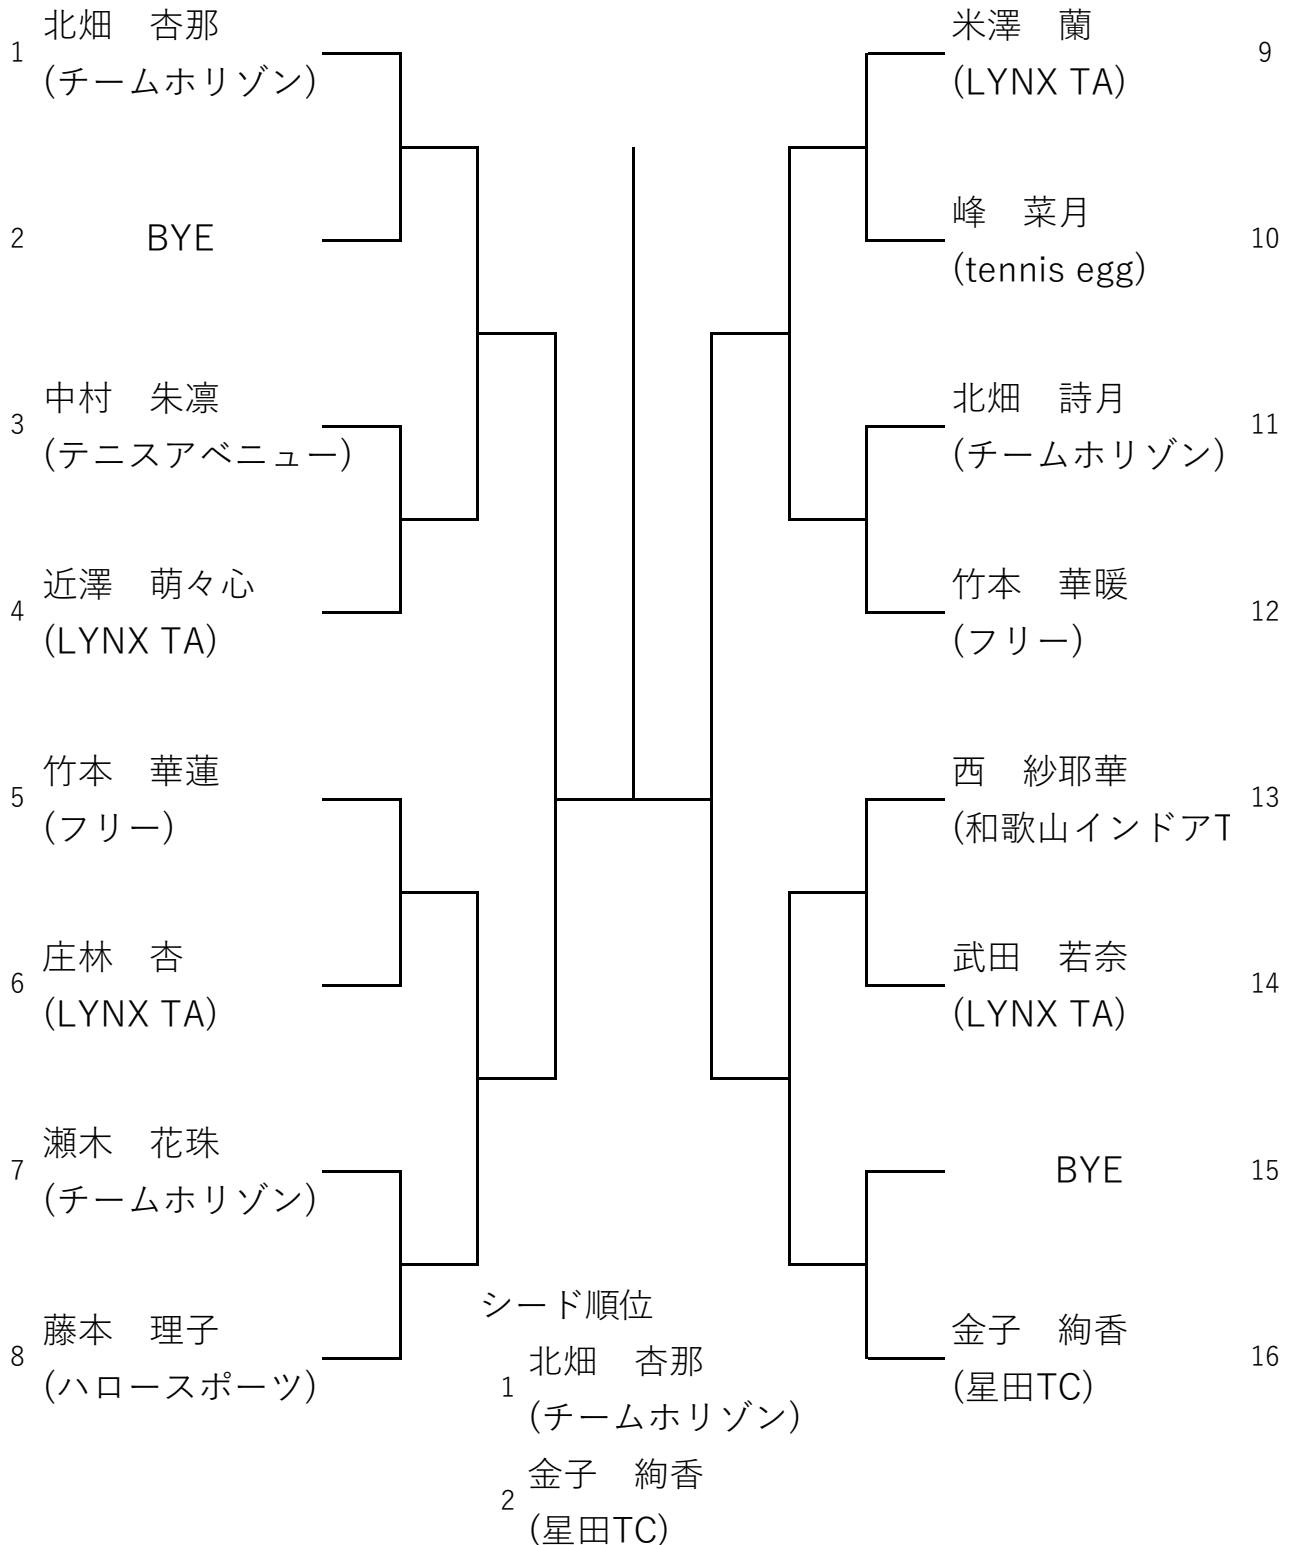 1
北畑　杏那
(チームホリゾン)
2
BYE
3
中村　朱凛
(テニスアベニュー)
4
近澤　萌々心
(LYNX TA)
5
竹本　華蓮
(フリー)
6
庄林　杏
(LYNX TA)
7
瀬木　花珠
(チームホリゾン)
8
藤本　理子
(ハロースポーツ)
米澤　蘭
(LYNX TA)
9
峰　菜月
(tennis egg)
10
北畑　詩月
(チームホリゾン)
11
竹本　華暖
(フリー)
12
西　紗耶華
(和歌山インドアT
13
武田　若奈
(LYNX TA)
14
BYE
15
金子　絢香
(星田TC)
16
シード順位
1
北畑　杏那
(チームホリゾン)
2
金子　絢香
(星田TC)